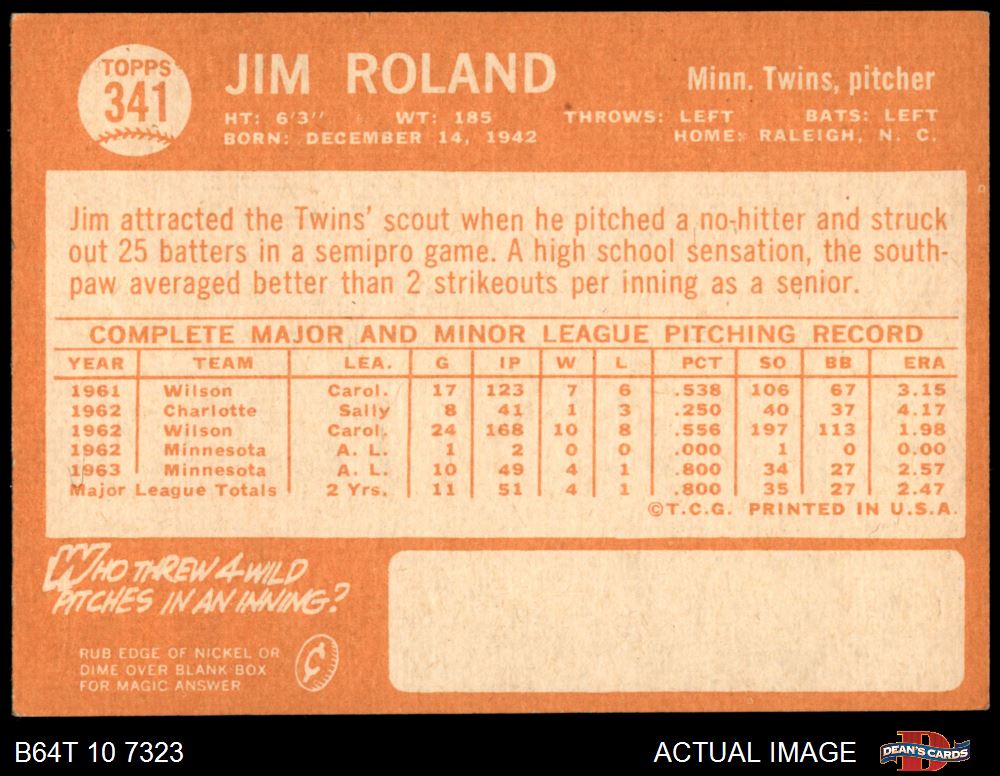 TOPPS
341
JIM ROLAND
Minn. Twins, pitcher
HT: 6'3" WT: 185 THROWS: LEFT BATS: LEFT
BORN: DECEMBER 14, 1942 HOME: RALEIGH, N. C.
Jim attracted the Twins' scout when he pitched a no-hitter and struck
out 25 batters in a semipro game. A high school sensation, the south-
paw averaged better than 2 strikeouts per inning as a senior.
COMPLETE MAJOR AND MINOR LEAGUE PITCHING RECORD
YEAR TEAM LEA. G IP W L PCT SO BB ERA
1961 Wilson Carol. 17 123 7 6 .538 106 67 3.15
1962 Charlotte Sally 8 41 1 3 .250 40 37 4.17
1962 Wilson Carol. 24 168 10 8 .556 197 113 1.98
1962 Minnesota A. L. 1 2 0 0 .000 1 0 0.00
1963 Minnesota A. L. 10 49 4 1 .800 34 27 2.57
Major League Totals 2 Yrs. 11 51 4 1 .800 35 27 2.47
©T.C.G. PRINTED IN U.S.A.
WHO THREW 4 WILD
PITCHES IN AN INNING?
RUB EDGE OF NICKEL OR
DIME OVER BLANK BOX
FOR MAGIC ANSWER
¢
B64T 10 7323
ACTUAL IMAGE
D
DEAN'S CARDS